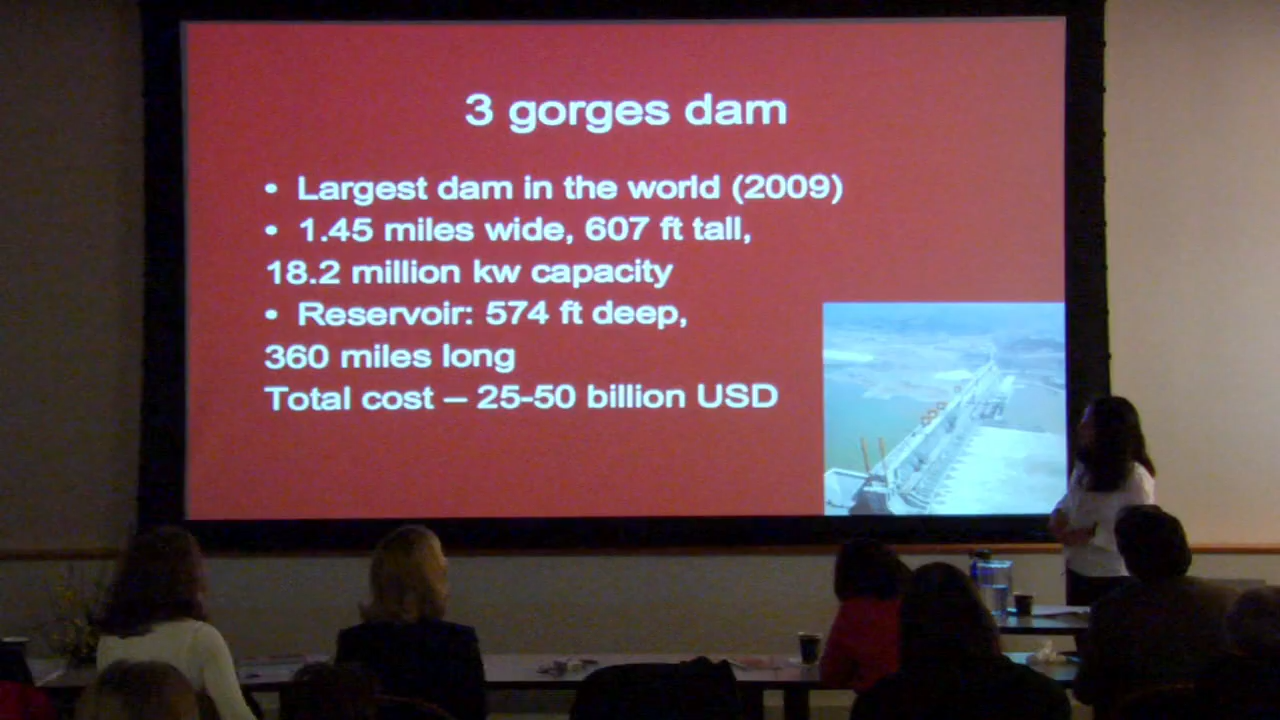 3 gorges dam
• Largest dam in the world (2009)
• 1.45 miles wide, 607 ft tall,
18.2 million kw capacity
• Reservoir: 574 ft deep,
360 miles long
Total cost – 25-50 billion USD